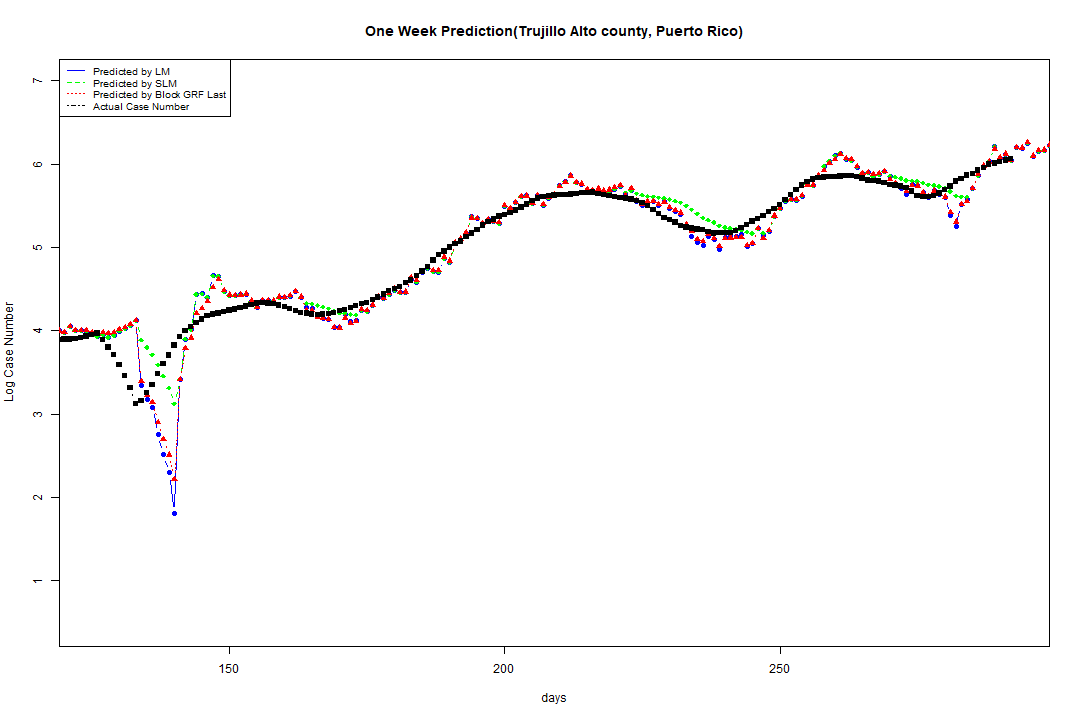 One Week Prediction(Trujillo Alto county, Puerto Rico)
Predicted by LM
Predicted by SLM
Predicted by Block GRF Last
Actual Case Number
7
6
5
4
3
2
1
Log Case Number
150 200 250
days